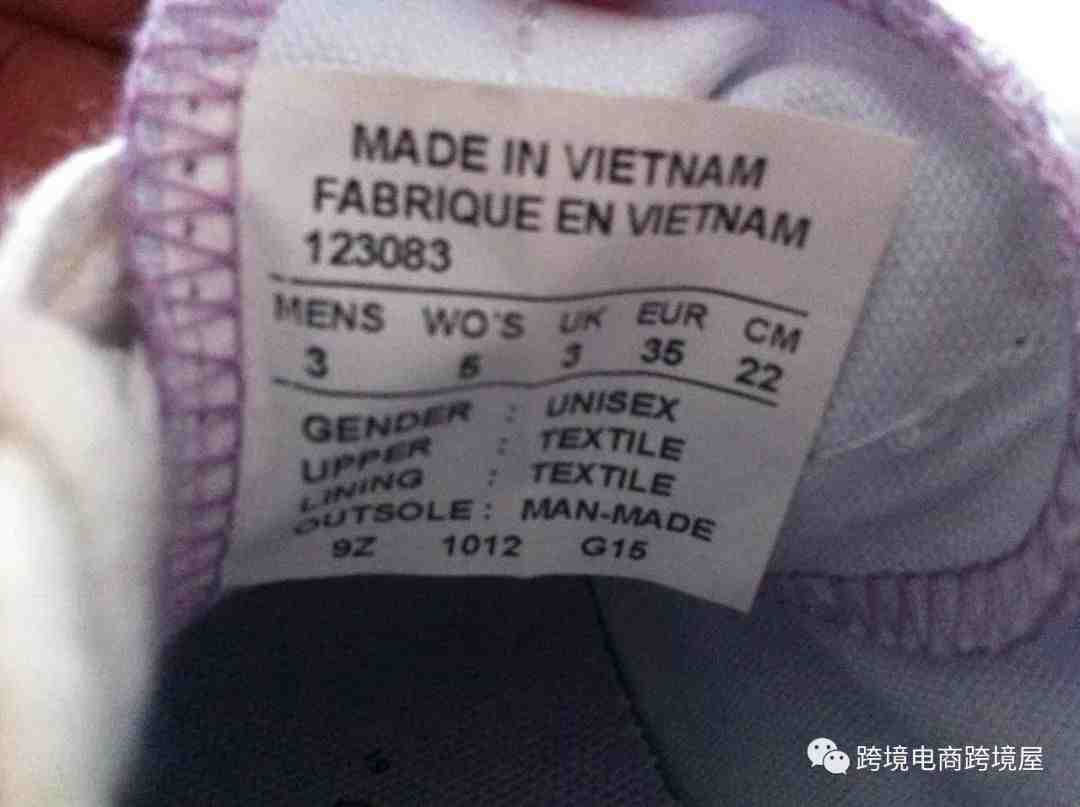 MADE IN VIETNAM
FABRIQUE EN VIETNAM
123083
MENS WO'S UK EUR CM
3 5 3 35 22
GENDER : UNISEX
UPPER : TEXTILE
LINING : TEXTILE
OUTSOLE : MAN-MADE
9Z 1012 G15
跨境电商跨境屋